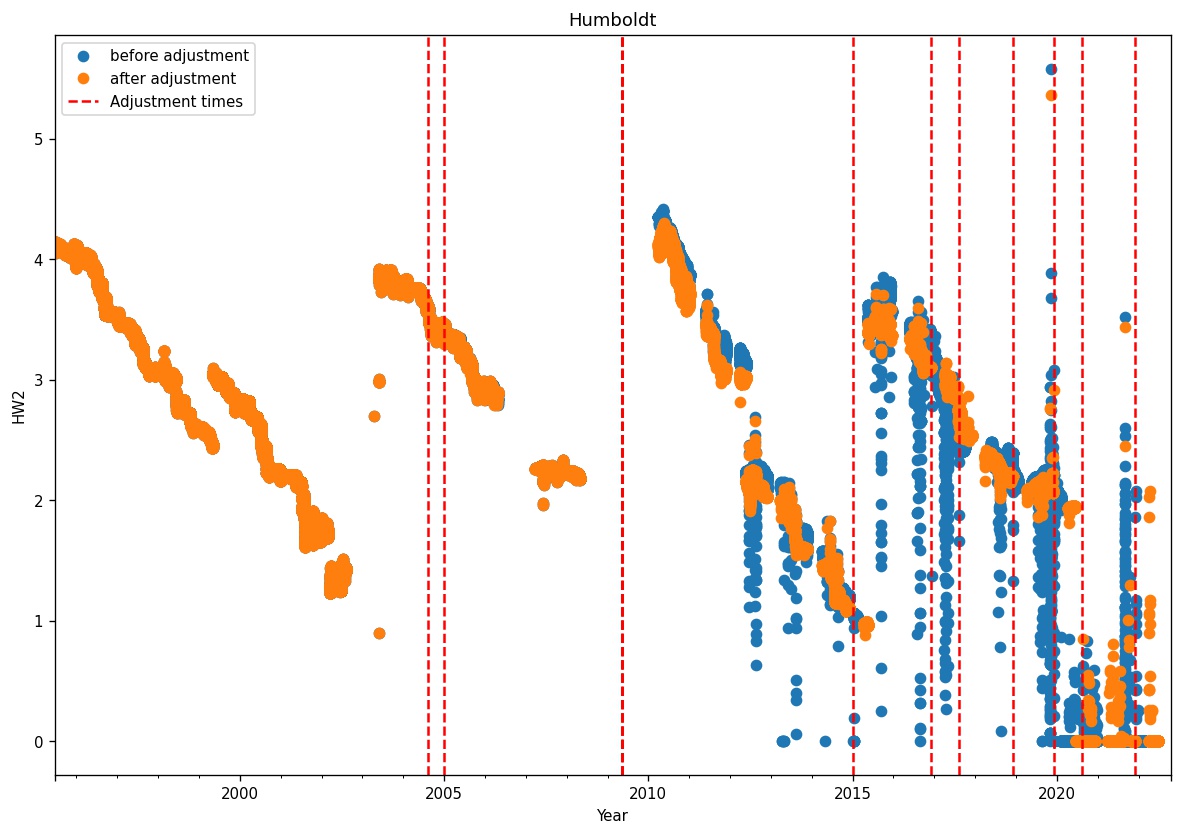 Humboldt
before adjustment
after adjustment
Adjustment times
5
4
3
2
1
0
HW2
2000 2005 2010 2015 2020
Year